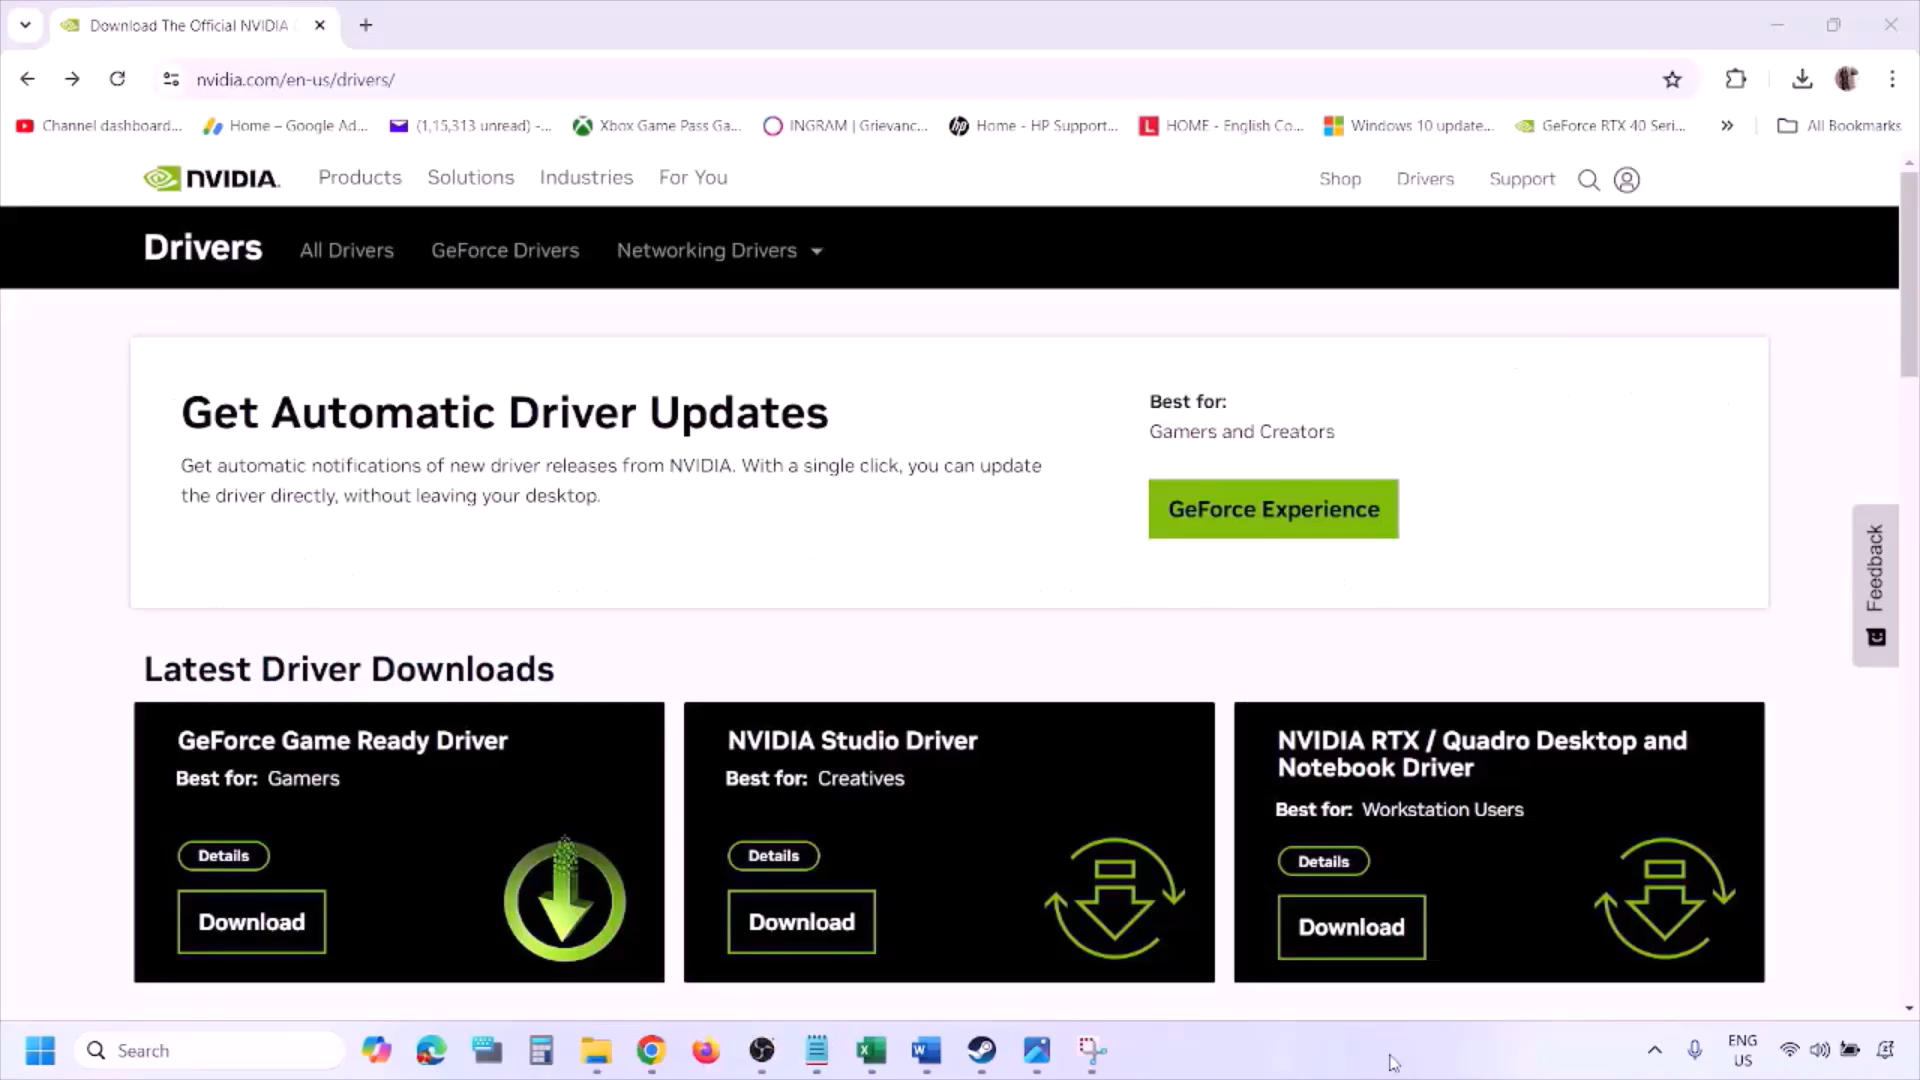 Download The Official NVIDIA
nvidia.com/en-us/drivers/
Channel dashboard... Home – Google Ad... (1,15,313 unread) -... Xbox Game Pass Ga... INGRAM | Grievanc... Home - HP Support... HOME - English Co... Windows 10 update... GeForce RTX 40 Seri... » All Bookmarks
NVIDIA. Products Solutions Industries For You Shop Drivers Support
Drivers All Drivers GeForce Drivers Networking Drivers
Get Automatic Driver Updates
Get automatic notifications of new driver releases from NVIDIA. With a single click, you can update
the driver directly, without leaving your desktop.
Best for:
Gamers and Creators
GeForce Experience
Feedback
Latest Driver Downloads
GeForce Game Ready Driver
Best for: Gamers
Details
Download
NVIDIA Studio Driver
Best for: Creatives
Details
Download
NVIDIA RTX / Quadro Desktop and
Notebook Driver
Best for: Workstation Users
Details
Download
Search
ENG
US